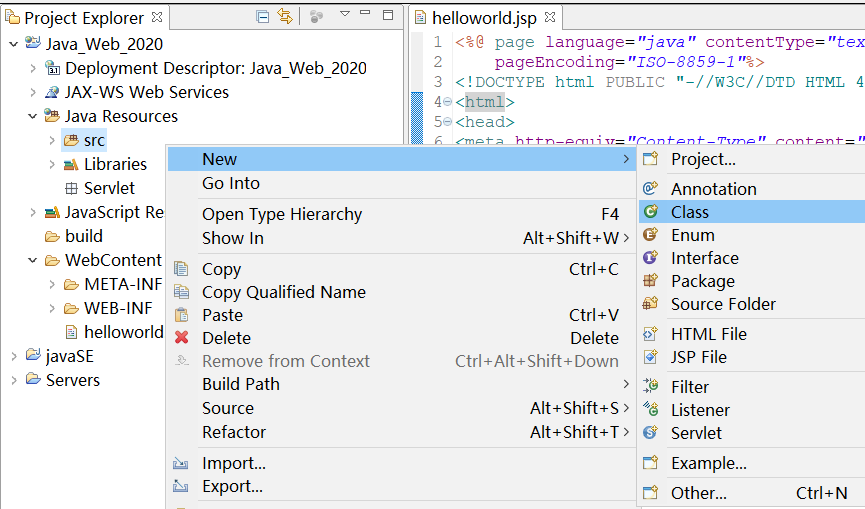 Project Explorer
Java_Web_2020
Deployment Descriptor: Java_Web_2020
JAX-WS Web Services
Java Resources
src
Libraries
Servlet
JavaScript Re
build
WebContent
META-INF
WEB-INF
helloworld
javaSE
Servers
helloworld.jsp
1 <%@ page language="java" contentType="tex
2 pageEncoding="ISO-8859-1"%>
3 <!DOCTYPE html PUBLIC "-//W3C//DTD HTML 4
4 <html>
5 <head>
6 <meta http-equiv="Content-Type" content="
New
Go Into
Open Type Hierarchy F4
Show In Alt+Shift+W
Copy Ctrl+C
Copy Qualified Name
Paste Ctrl+V
Delete Delete
Remove from Context Ctrl+Alt+Shift+Down
Build Path
Source Alt+Shift+S
Refactor Alt+Shift+T
Import...
Export...
Project...
Annotation
Class
Enum
Interface
Package
Source Folder
HTML File
JSP File
Filter
Listener
Servlet
Example...
Other... Ctrl+N